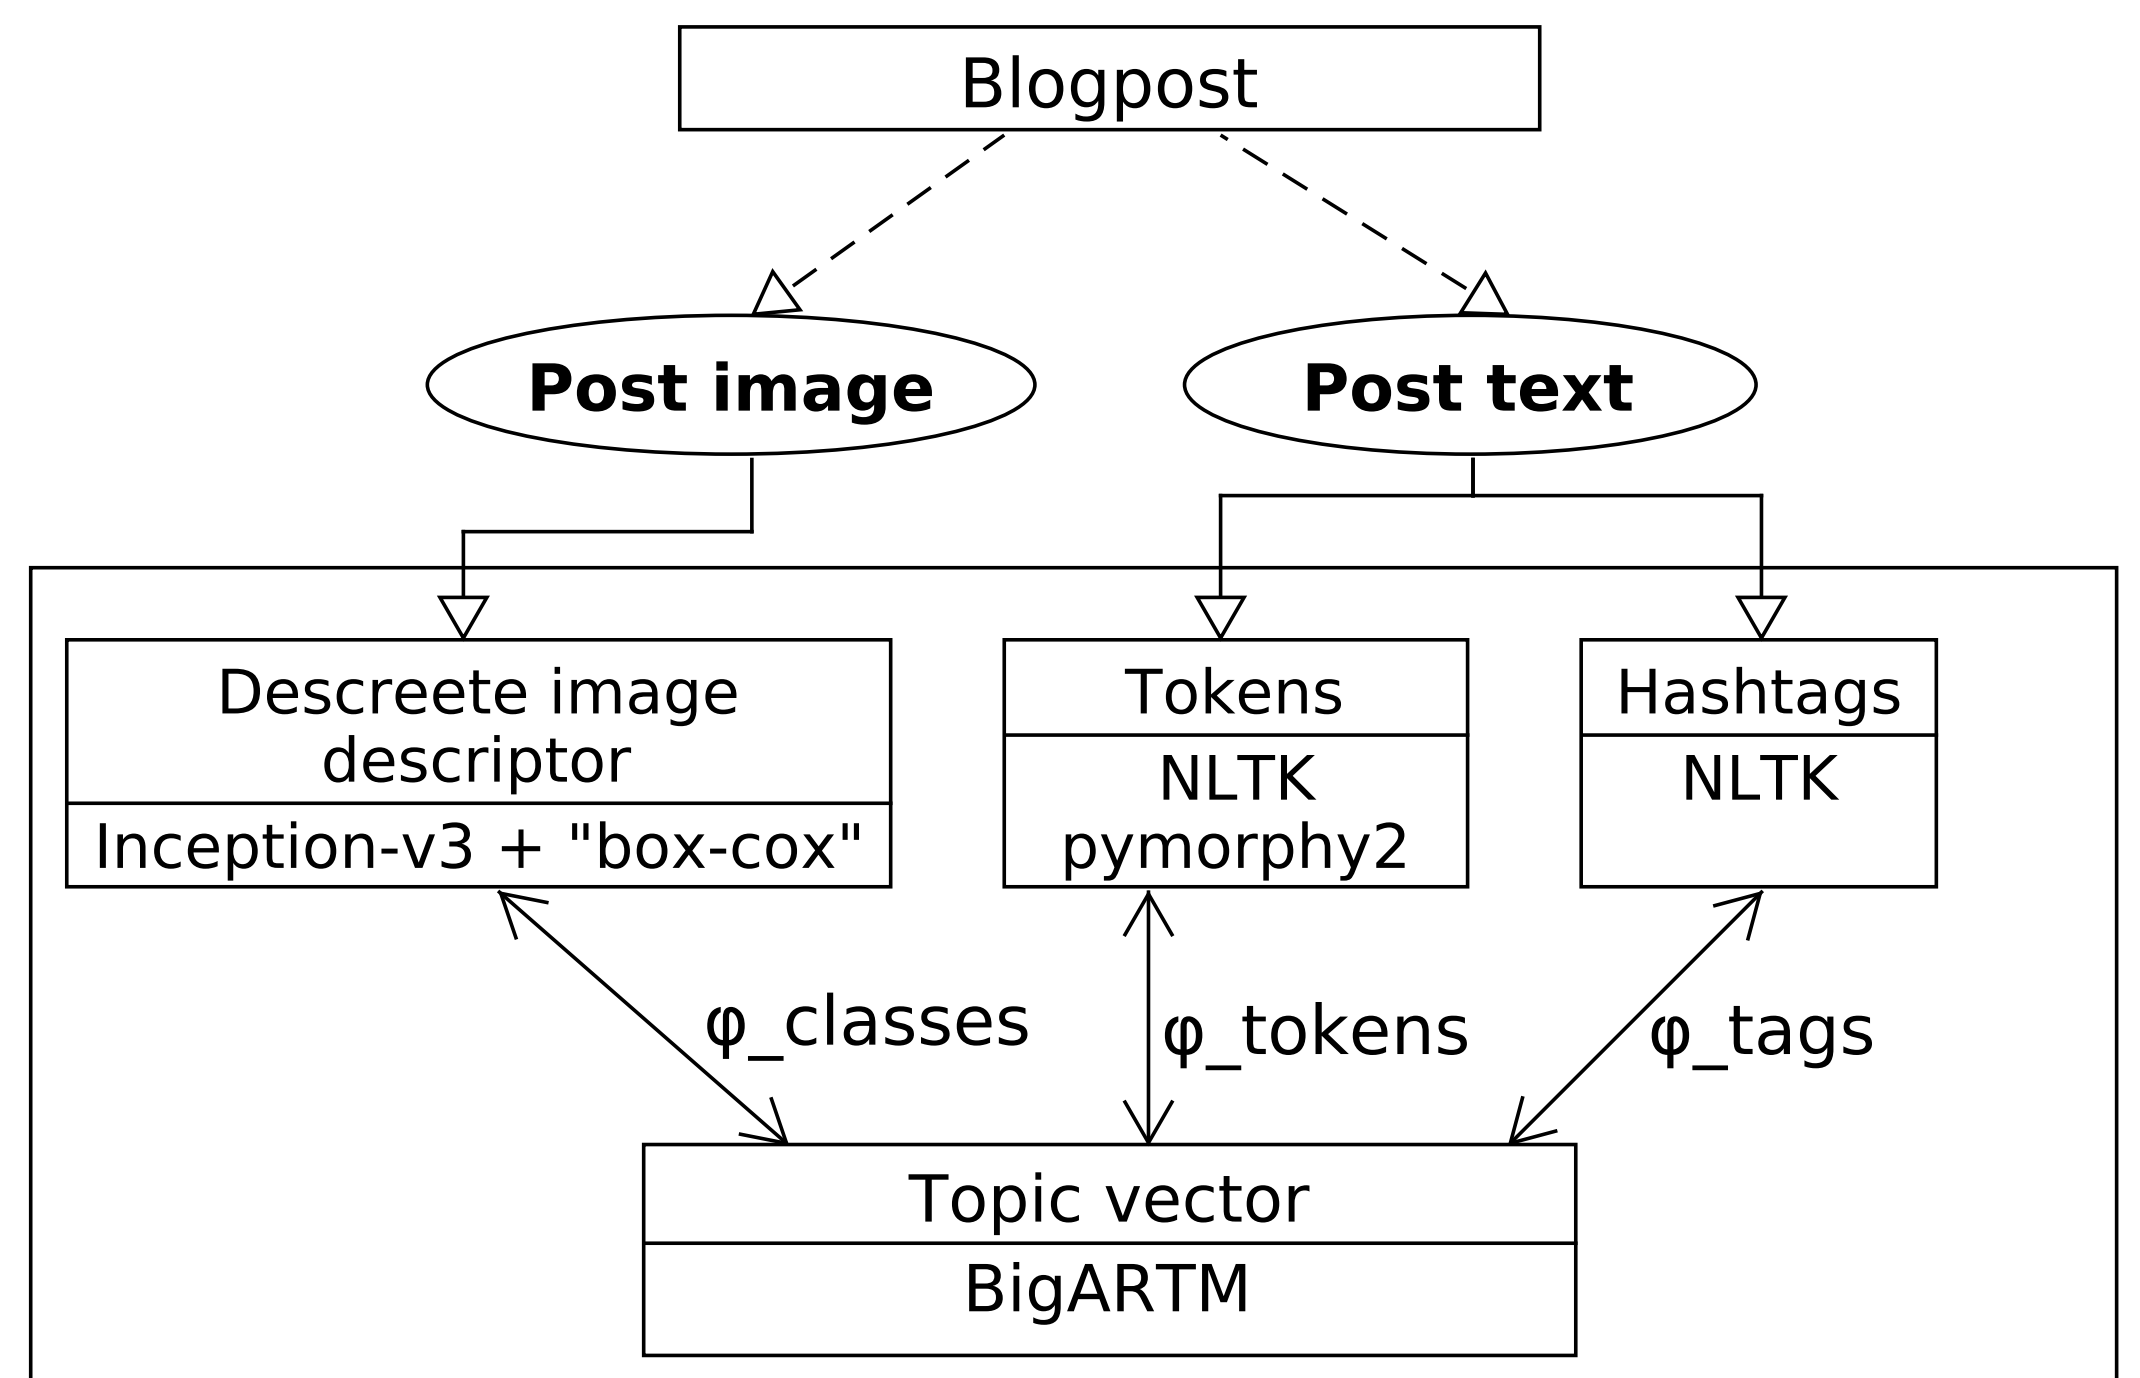 Blogpost
Post image
Post text
Descreete image
descriptor
Inception-v3 + "box-cox"
Tokens
NLTK
pymorphy2
Hashtags
NLTK
φ_classes
φ_tokens
φ_tags
Topic vector
BigARTM